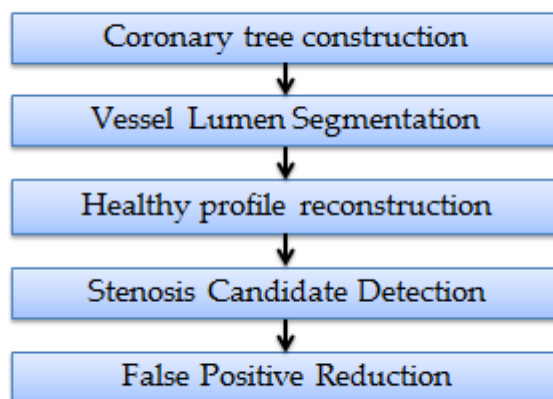 Coronary tree construction
Vessel Lumen Segmentation
Healthy profile reconstruction
Stenosis Candidate Detection
False Positive Reduction